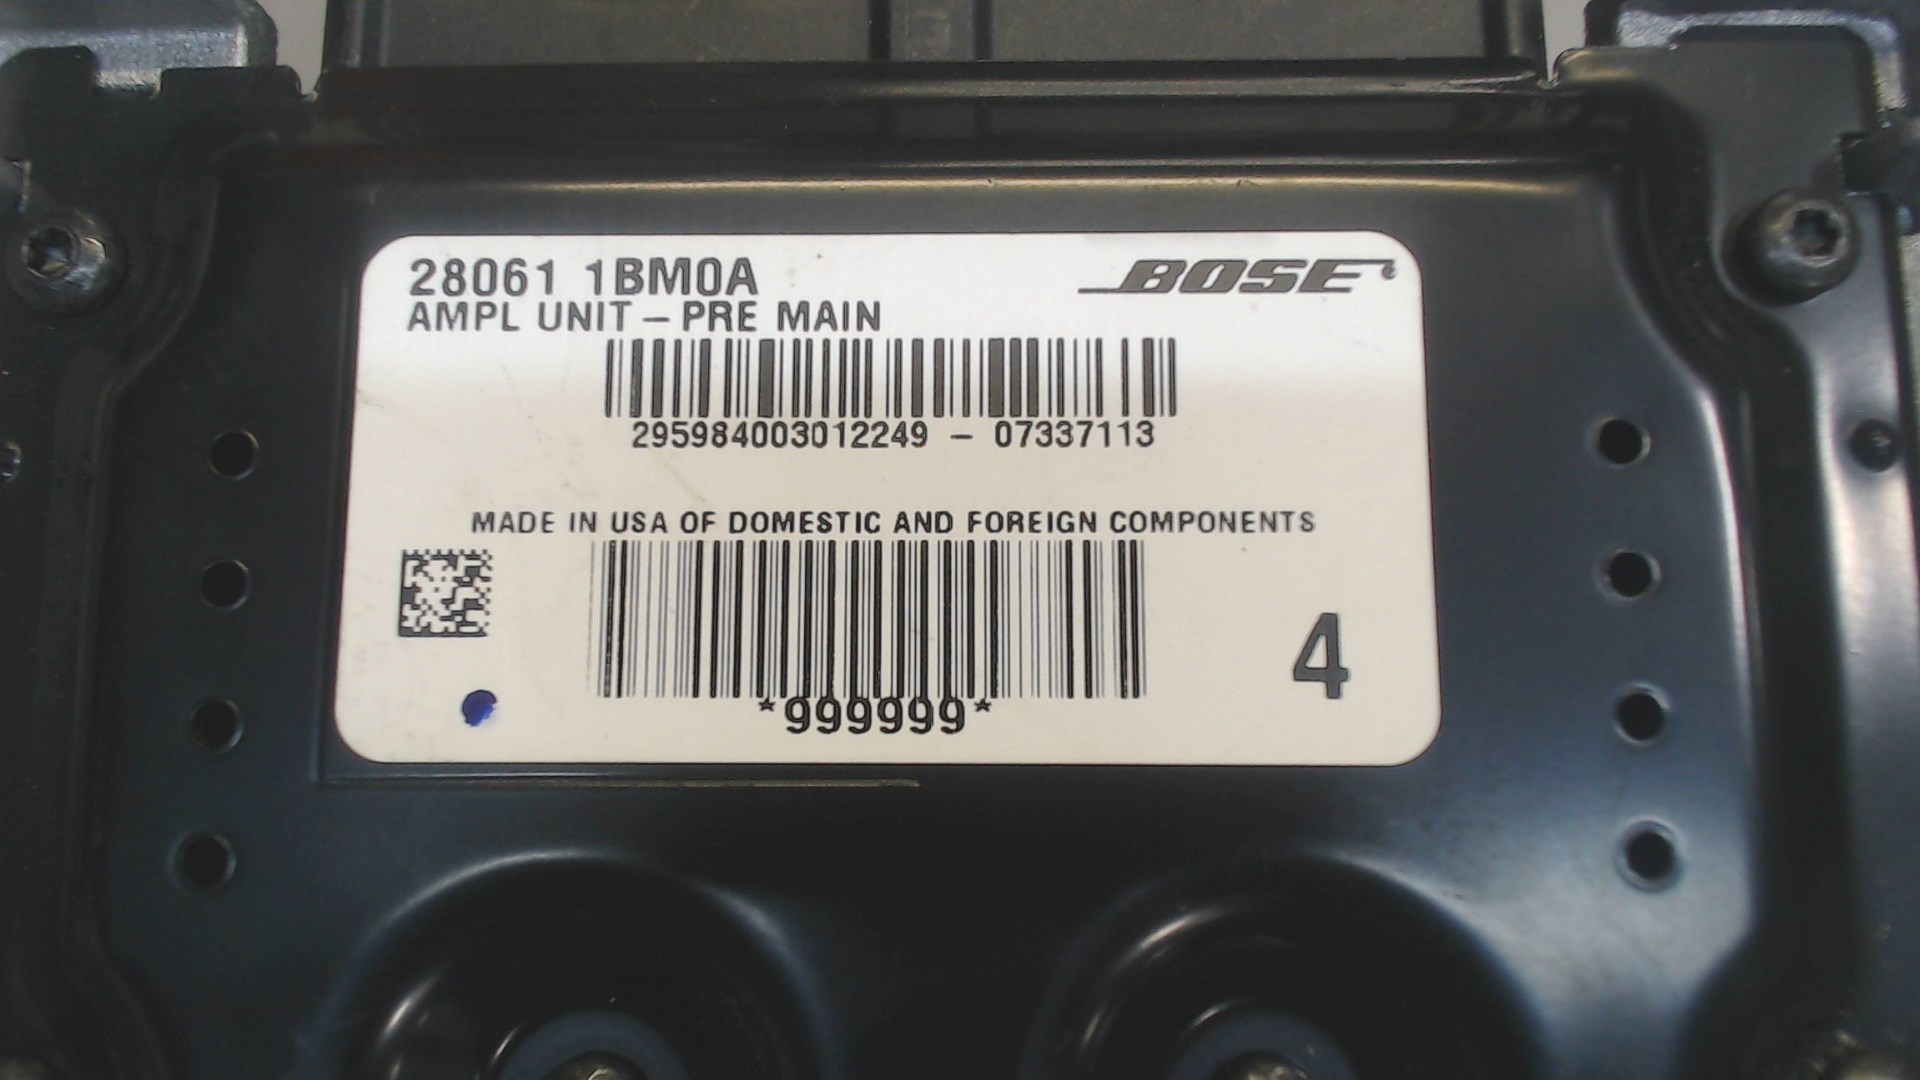 28061 1BM0A
BOSE
AMPL UNIT – PRE MAIN
295984003012249 – 07337113
MADE IN USA OF DOMESTIC AND FOREIGN COMPONENTS
4
*999999*